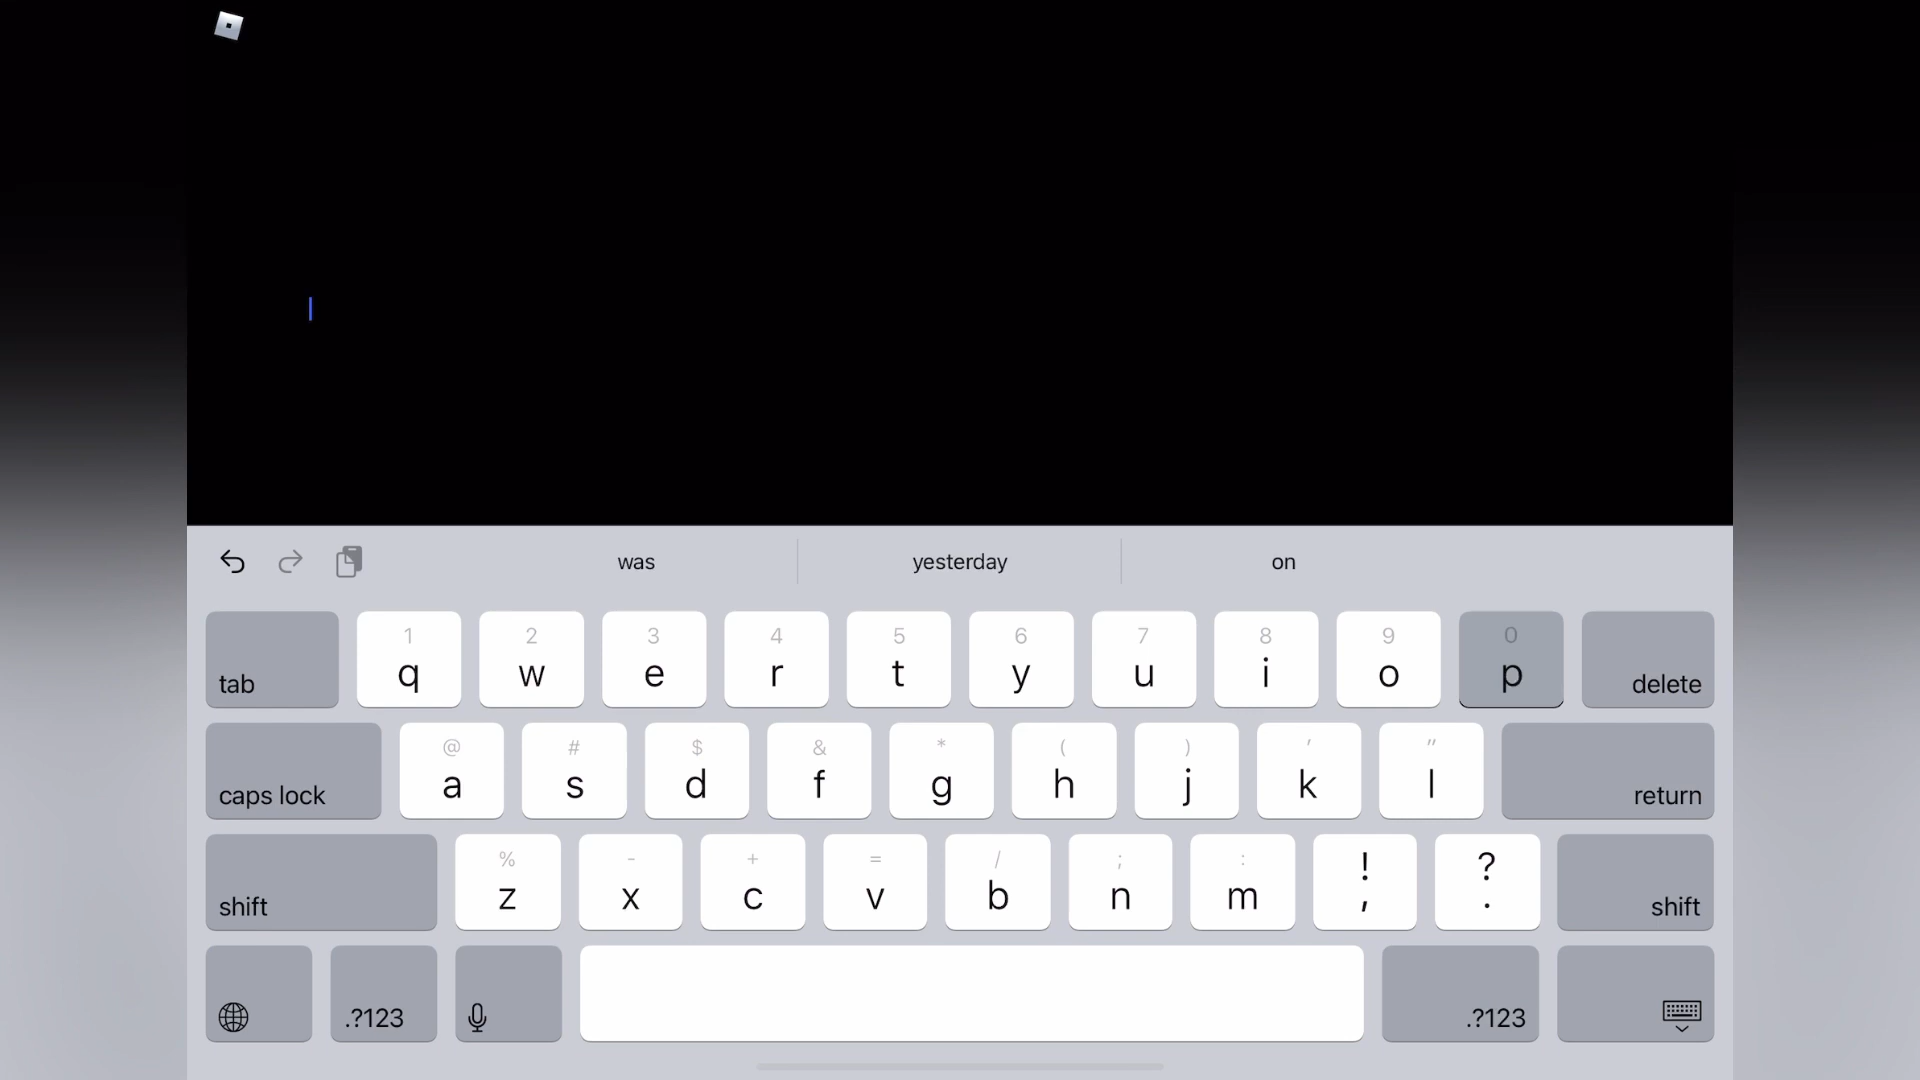 was yesterday on
1 2 3 4 5 6 7 8 9 0
tab q w e r t y u i o p delete
@ # $ & * ( ) ' "
caps lock a s d f g h j k l return
% - + = / ; : ! ?
shift z x c v b n m , . shift
.?123 .?123